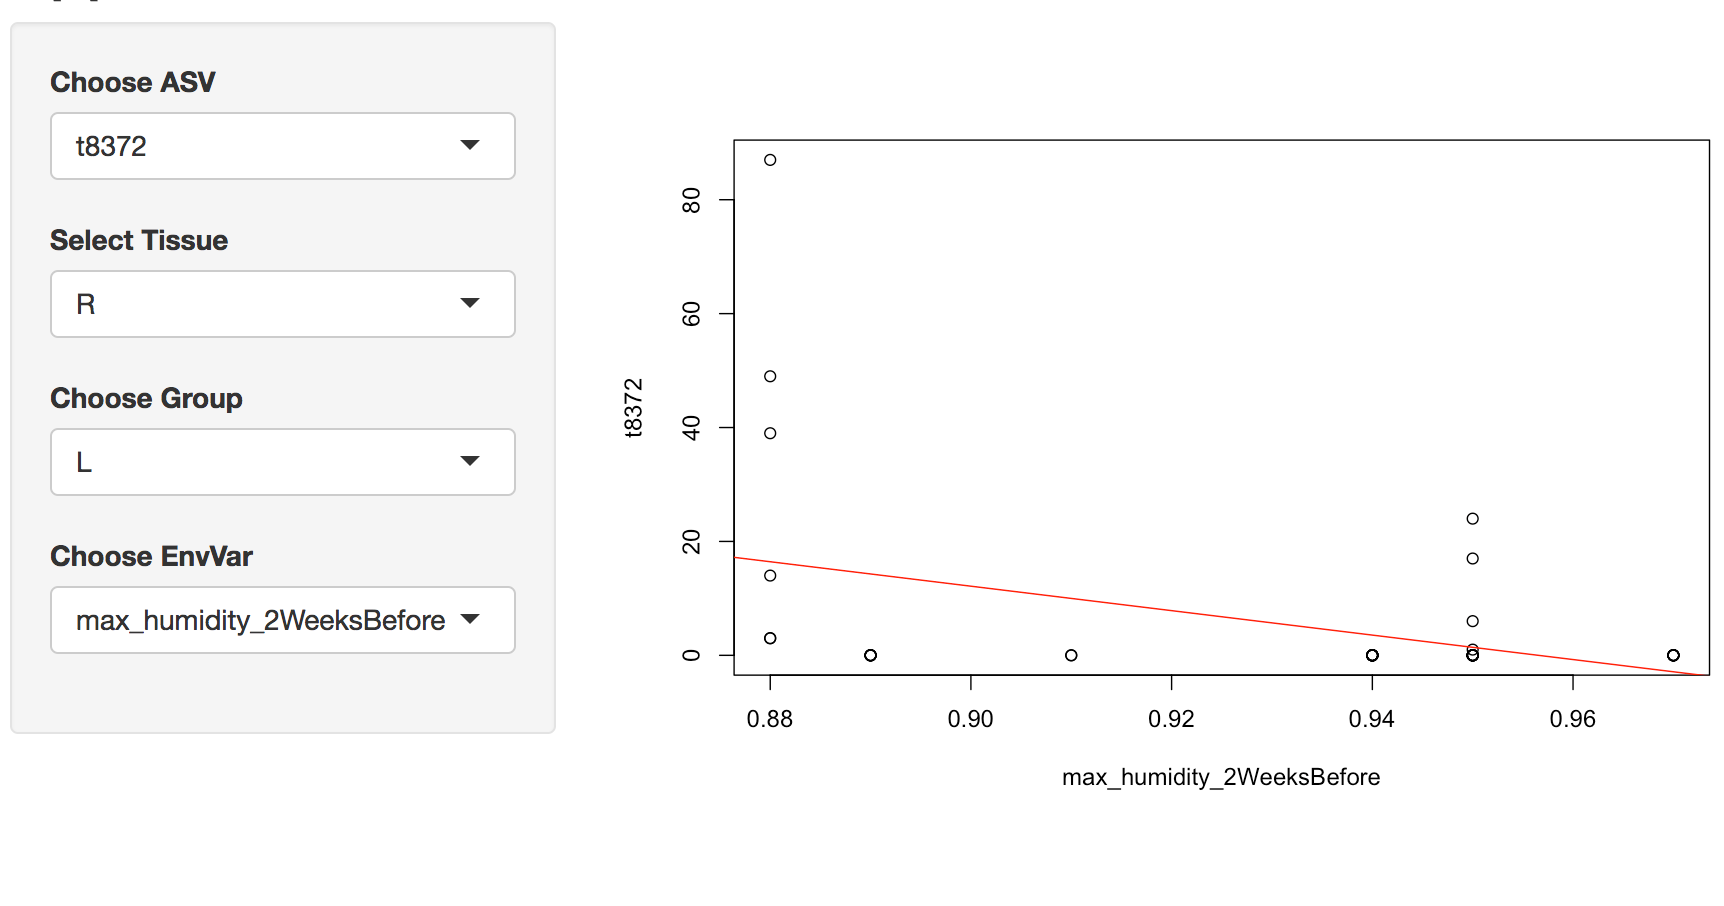 Choose ASV
t8372
Select Tissue
R
Choose Group
L
Choose EnvVar
max_humidity_2WeeksBefore
t8372
80
60
40
20
0
0.88 0.90 0.92 0.94 0.96
max_humidity_2WeeksBefore